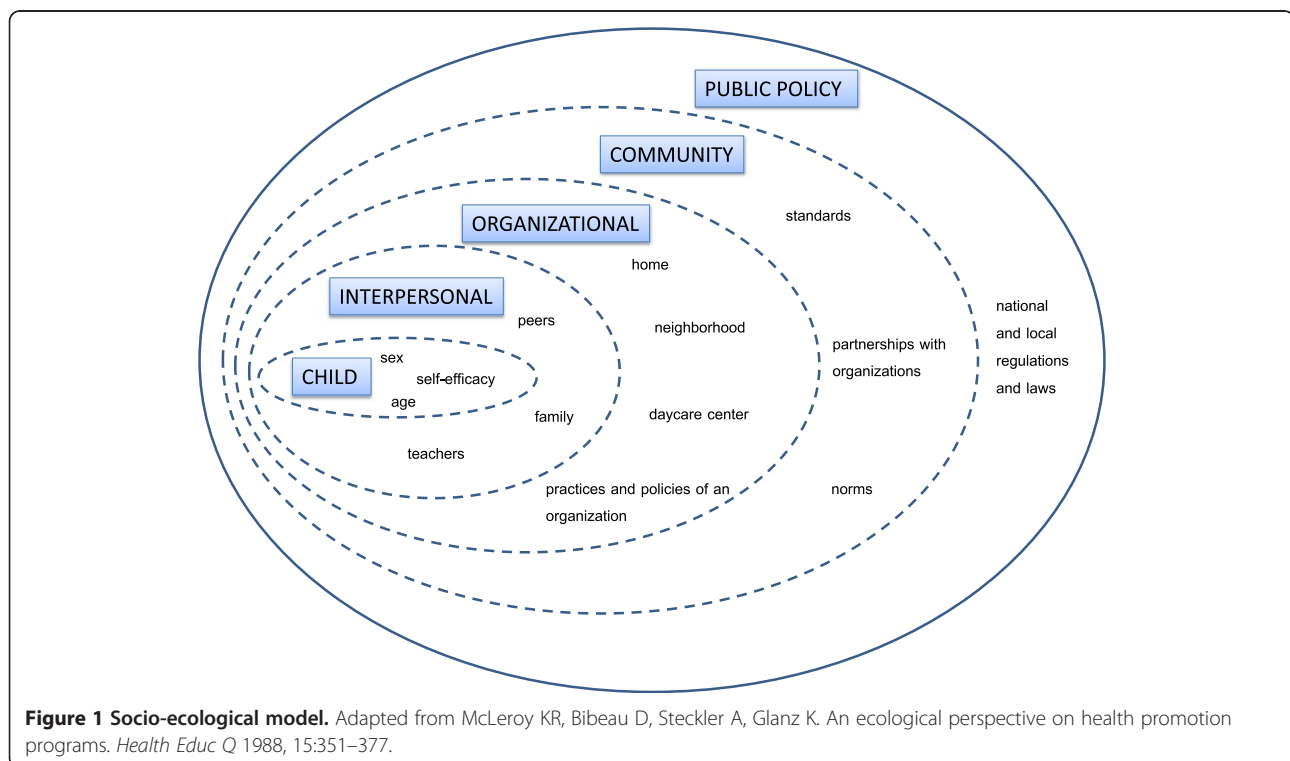 PUBLIC POLICY
COMMUNITY
standards
ORGANIZATIONAL
home
INTERPERSONAL
peers
neighborhood
national
and local
regulations
and laws
partnerships with
organizations
sex
CHILD
self-efficacy
age
family
daycare center
teachers
practices and policies of an
organization
norms
Figure 1 Socio-ecological model. Adapted from McLeroy KR, Bibeau D, Steckler A, Glanz K. An ecological perspective on health promotion
programs. Health Educ Q 1988, 15:351–377.